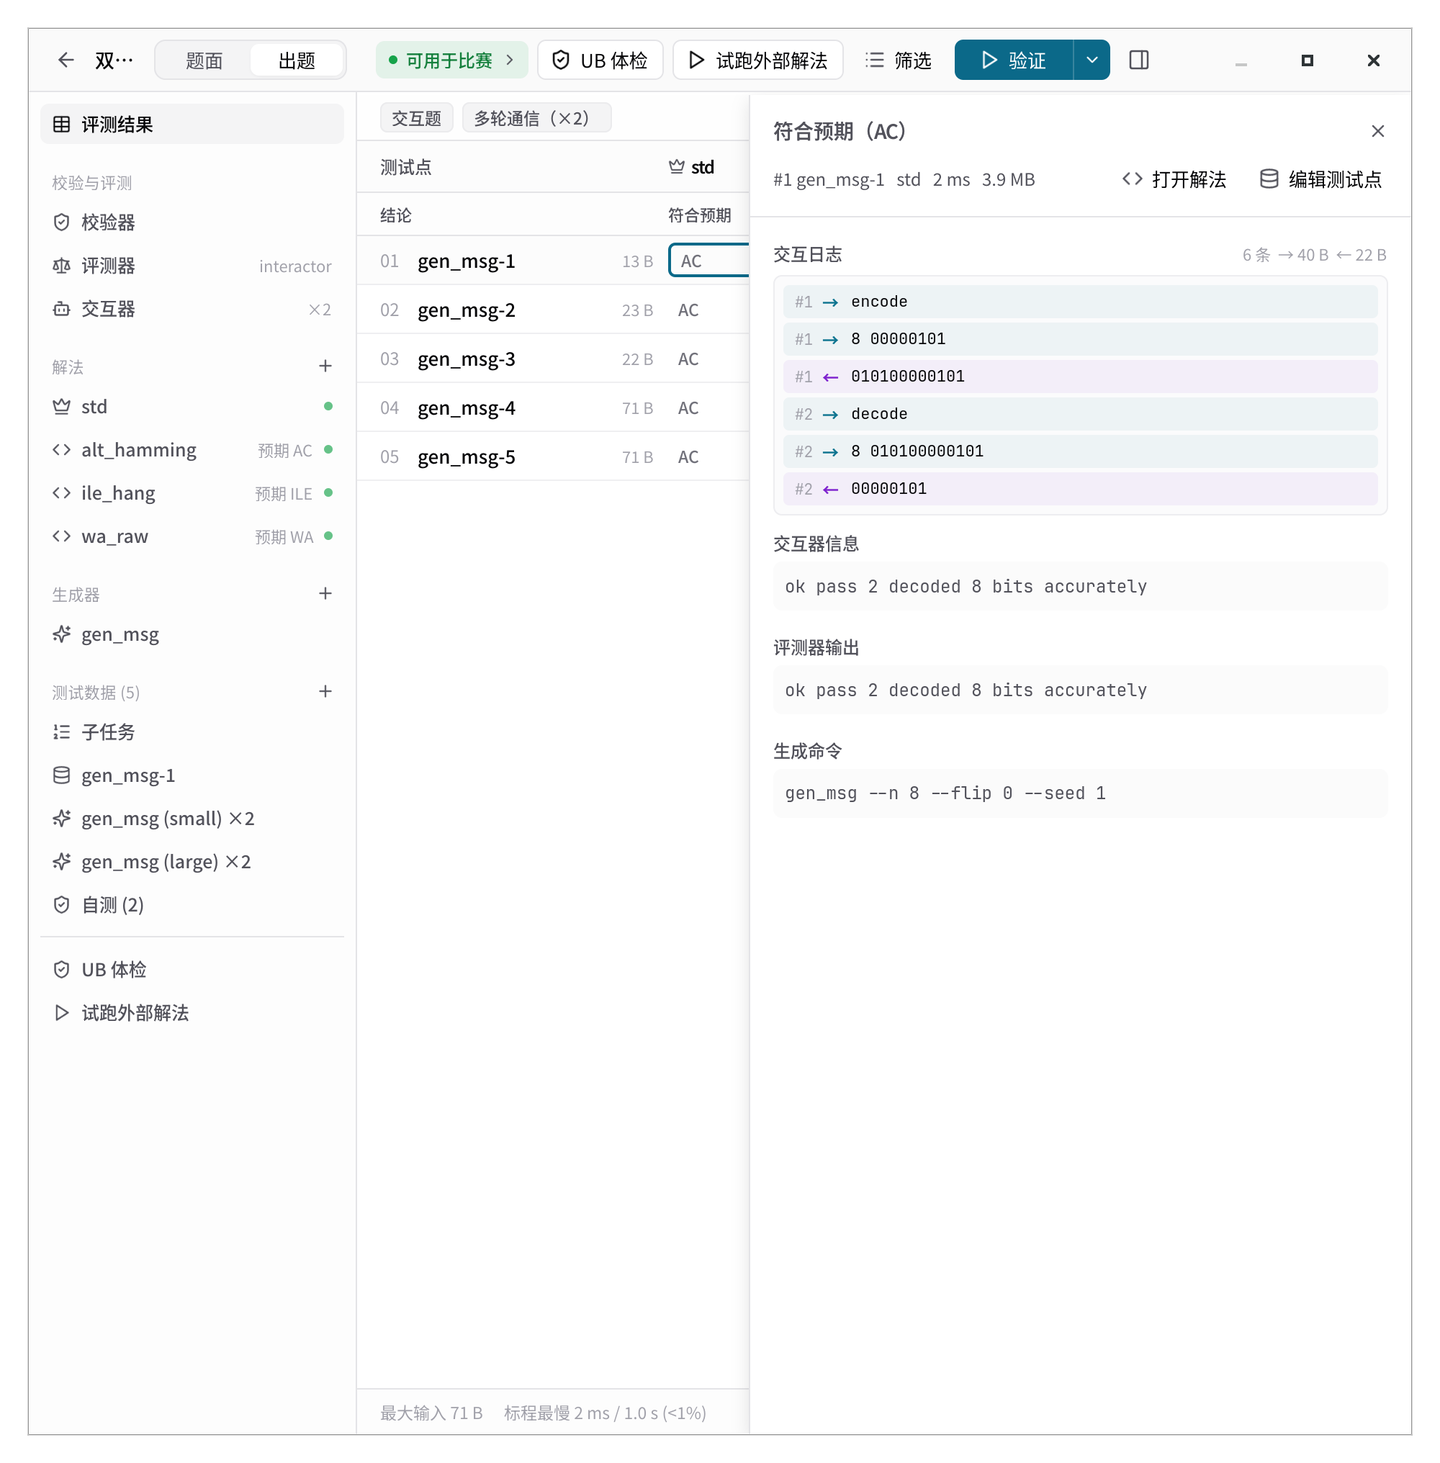 双…
题面
出题
可用于比赛
UB 体检
试跑外部解法
筛选
验证
评测结果
校验与评测
校验器
评测器 interactor
交互器 ×2
解法
std
alt_hamming 预期 AC
ile_hang 预期 ILE
wa_raw 预期 WA
生成器
gen_msg
测试数据 (5)
子任务
gen_msg-1
gen_msg (small) ×2
gen_msg (large) ×2
自测 (2)
UB 体检
试跑外部解法
交互题 多轮通信（×2）
测试点 std
结论 符合预期
01 gen_msg-1 13 B AC
02 gen_msg-2 23 B AC
03 gen_msg-3 22 B AC
04 gen_msg-4 71 B AC
05 gen_msg-5 71 B AC
最大输入 71 B 标程最慢 2 ms / 1.0 s (<1%)
符合预期（AC）
#1 gen_msg-1 std 2 ms 3.9 MB
打开解法 编辑测试点
交互日志 6 条 →40 B ←22 B
#1 → encode
#1 → 8 00000101
#1 ← 010100000101
#2 → decode
#2 → 8 010100000101
#2 ← 00000101
交互器信息
ok pass 2 decoded 8 bits accurately
评测器输出
ok pass 2 decoded 8 bits accurately
生成命令
gen_msg --n 8 --flip 0 --seed 1